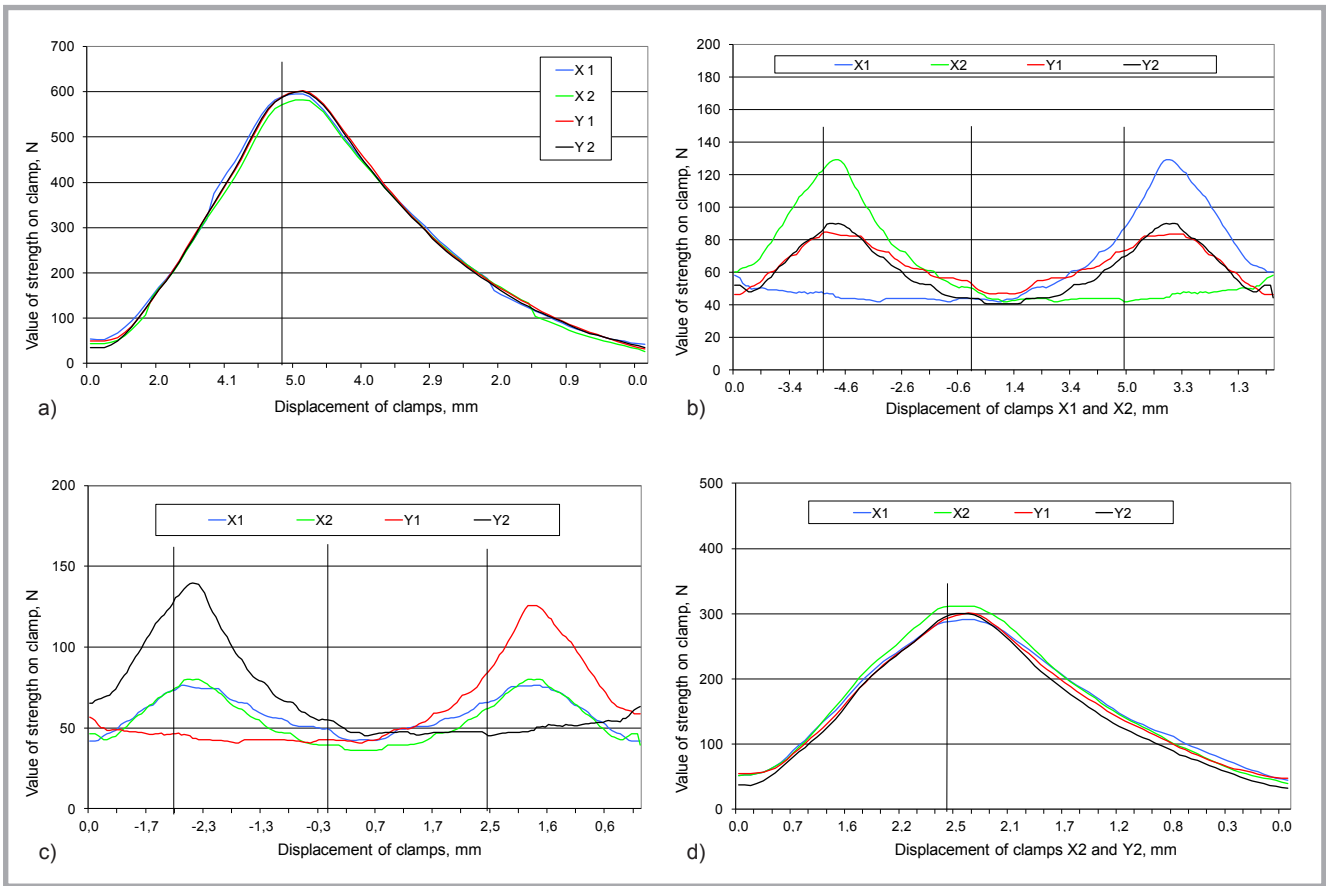 Value of strength on clamp, N
700
600
500
400
300
200
100
0
X 1
X 2
Y 1
Y 2
0.0 2.0 4.1 5.0 4.0 2.9 2.0 0.9 0.0
a) Displacement of clamps, mm
Value of strength on clamp, N
200
180
160
140
120
100
80
60
40
20
0
X1 X2 Y1 Y2
0.0 -3.4 -4.6 -2.6 -0.6 1.4 3.4 5.0 3.3 1.3
b) Displacement of clamps X1 and X2, mm
Value of strength on clamp, N
200
150
100
50
0
X1 X2 Y1 Y2
0,0 -1,7 -2,3 -1,3 -0,3 0,7 1,7 2,5 1,6 0,6
c) Displacement of clamps, mm
Value of strength on clamp, N
500
400
300
200
100
0
X1 X2 Y1 Y2
0.0 0,7 1.6 2,2 2.5 2.1 1.7 1.2 0.8 0.0
d) Displacement of clamps X2 and Y2, mm